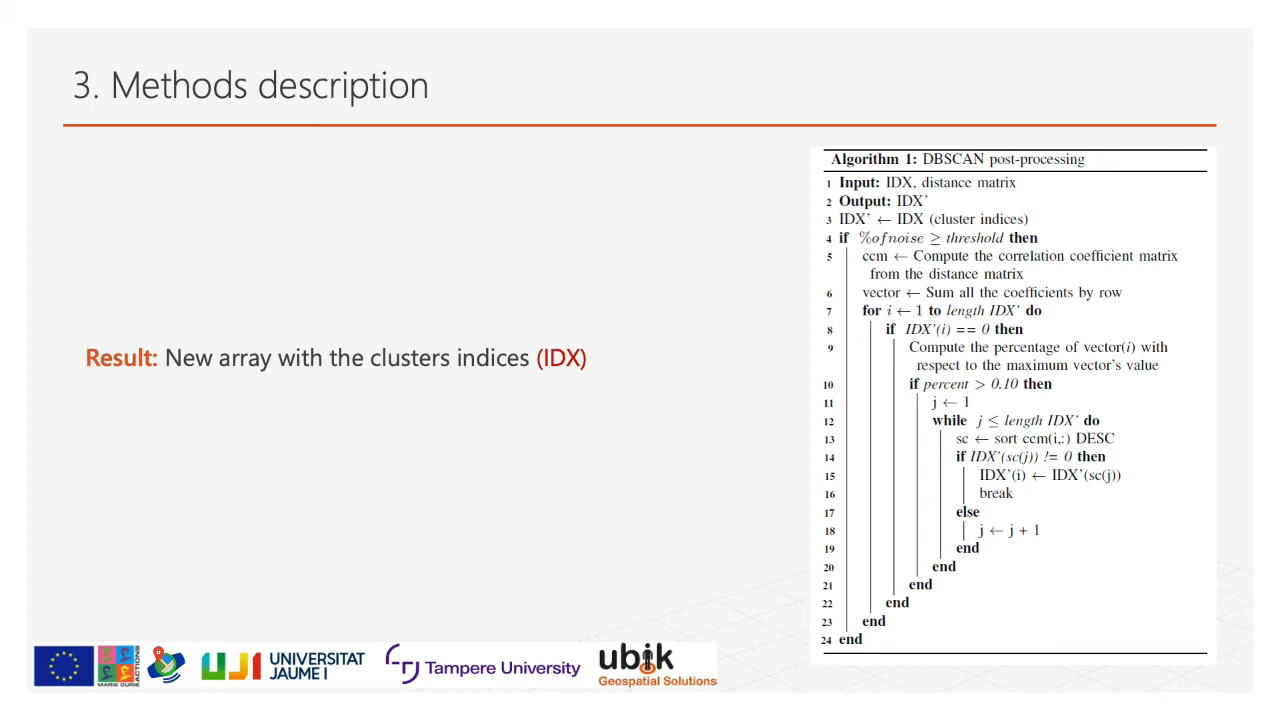 3. Methods description
Result: New array with the clusters indices (IDX)
Algorithm 1: DBSCAN post-processing
1 Input: IDX, distance matrix
2 Output: IDX’
3 IDX’ ← IDX (cluster indices)
4 if %ofnoise ≥ threshold then
5 ccm ← Compute the correlation coefficient matrix
from the distance matrix
6 vector ← Sum all the coefficients by row
7 for i ← 1 to length IDX’ do
8 if IDX’(i) == 0 then
9 Compute the percentage of vector(i) with
respect to the maximum vector’s value
10 if percent > 0.10 then
11 j ← 1
12 while j ≤ length IDX’ do
13 sc ← sort ccm(i,:) DESC
14 if IDX’(sc(j)) != 0 then
15 IDX’(i) ← IDX’(sc(j))
16 break
17 else
18 j ← j + 1
19 end
20 end
21 end
22 end
23 end
24 end
MARIE CURIE
ACTIONS
UJI UNIVERSITAT
JAUME I
Tampere University
ubik
Geospatial Solutions